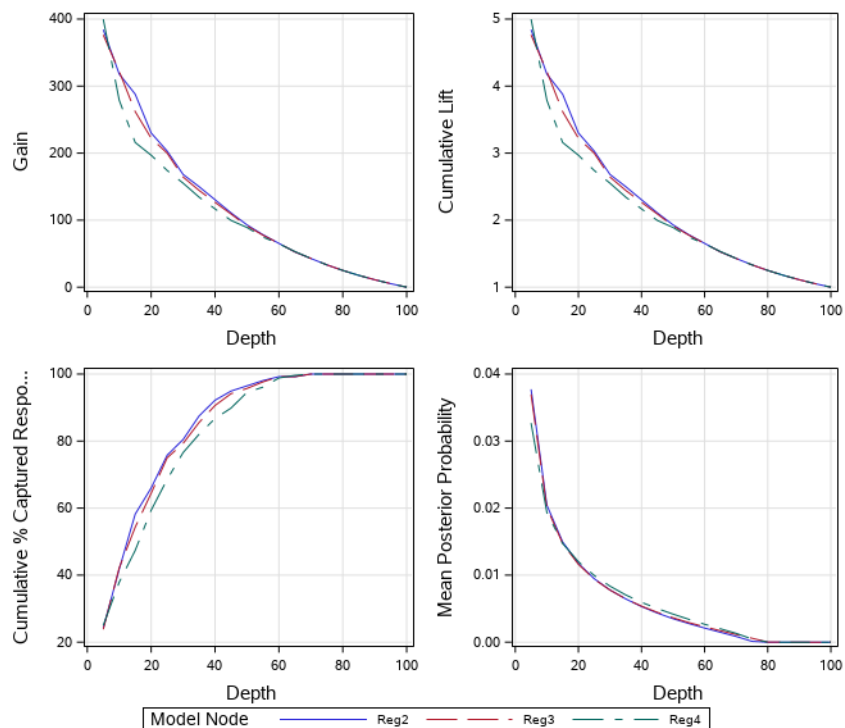 400
300
200
100
0
Gain
0 20 40 60 80 100
Depth
5
4
3
2
1
Cumulative Lift
0 20 40 60 80 100
Depth
100
80
60
40
20
Cumulative % Captured Respo...
0 20 40 60 80 100
Depth
0.04
0.03
0.02
0.01
0.00
Mean Posterior Probability
0 20 40 60 80 100
Depth
Model Node Reg2 Reg3 Reg4